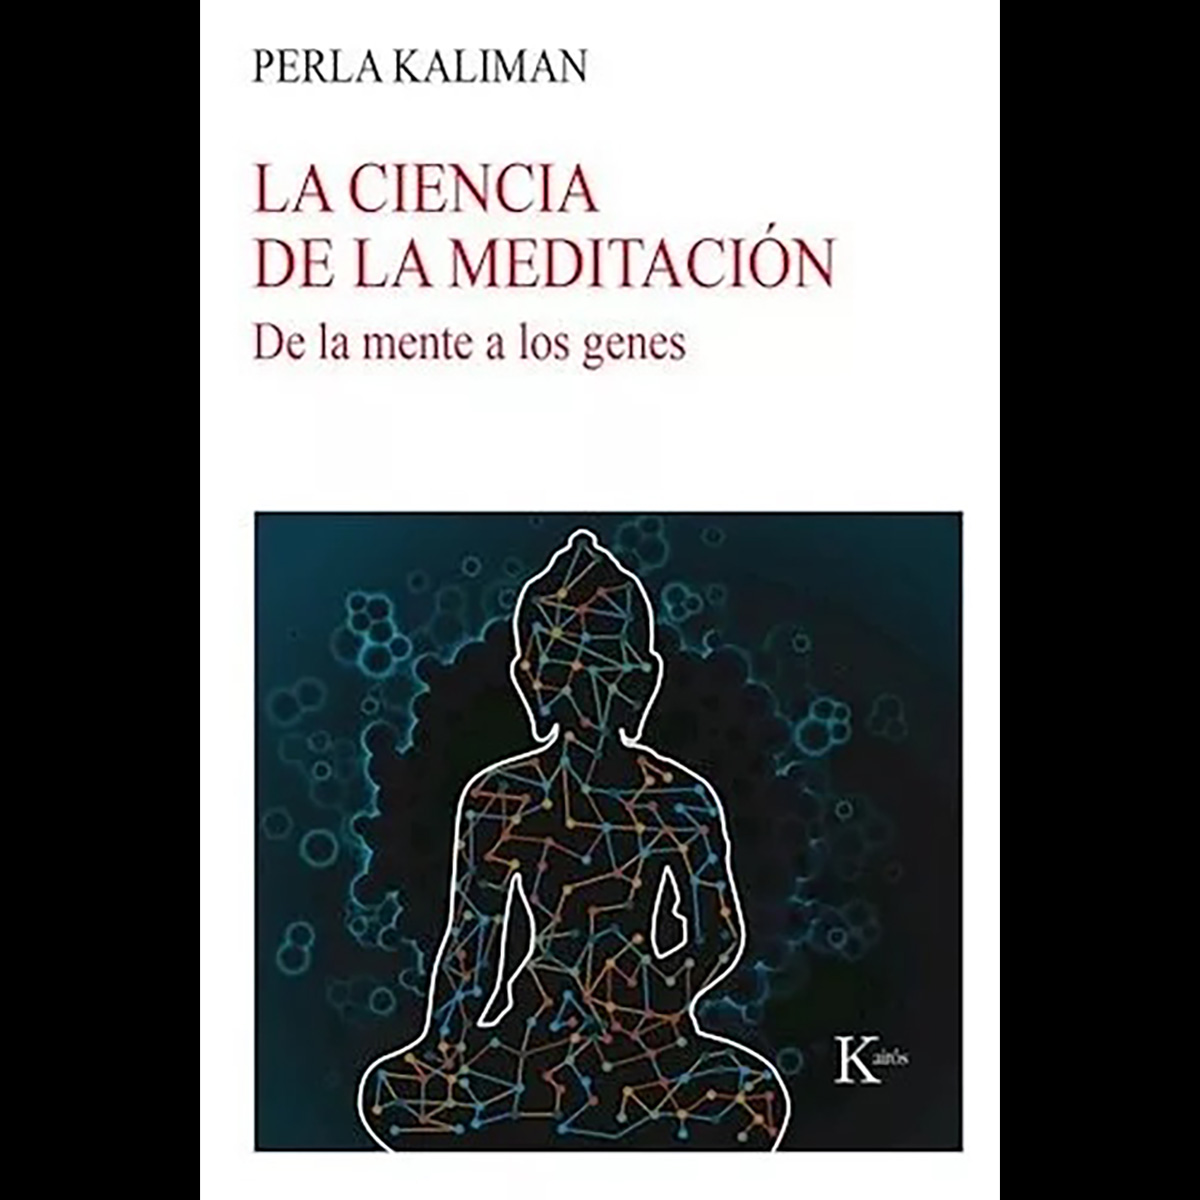 PERLA KALIMAN
LA CIENCIA
DE LA MEDITACIÓN
De la mente a los genes
Kairós